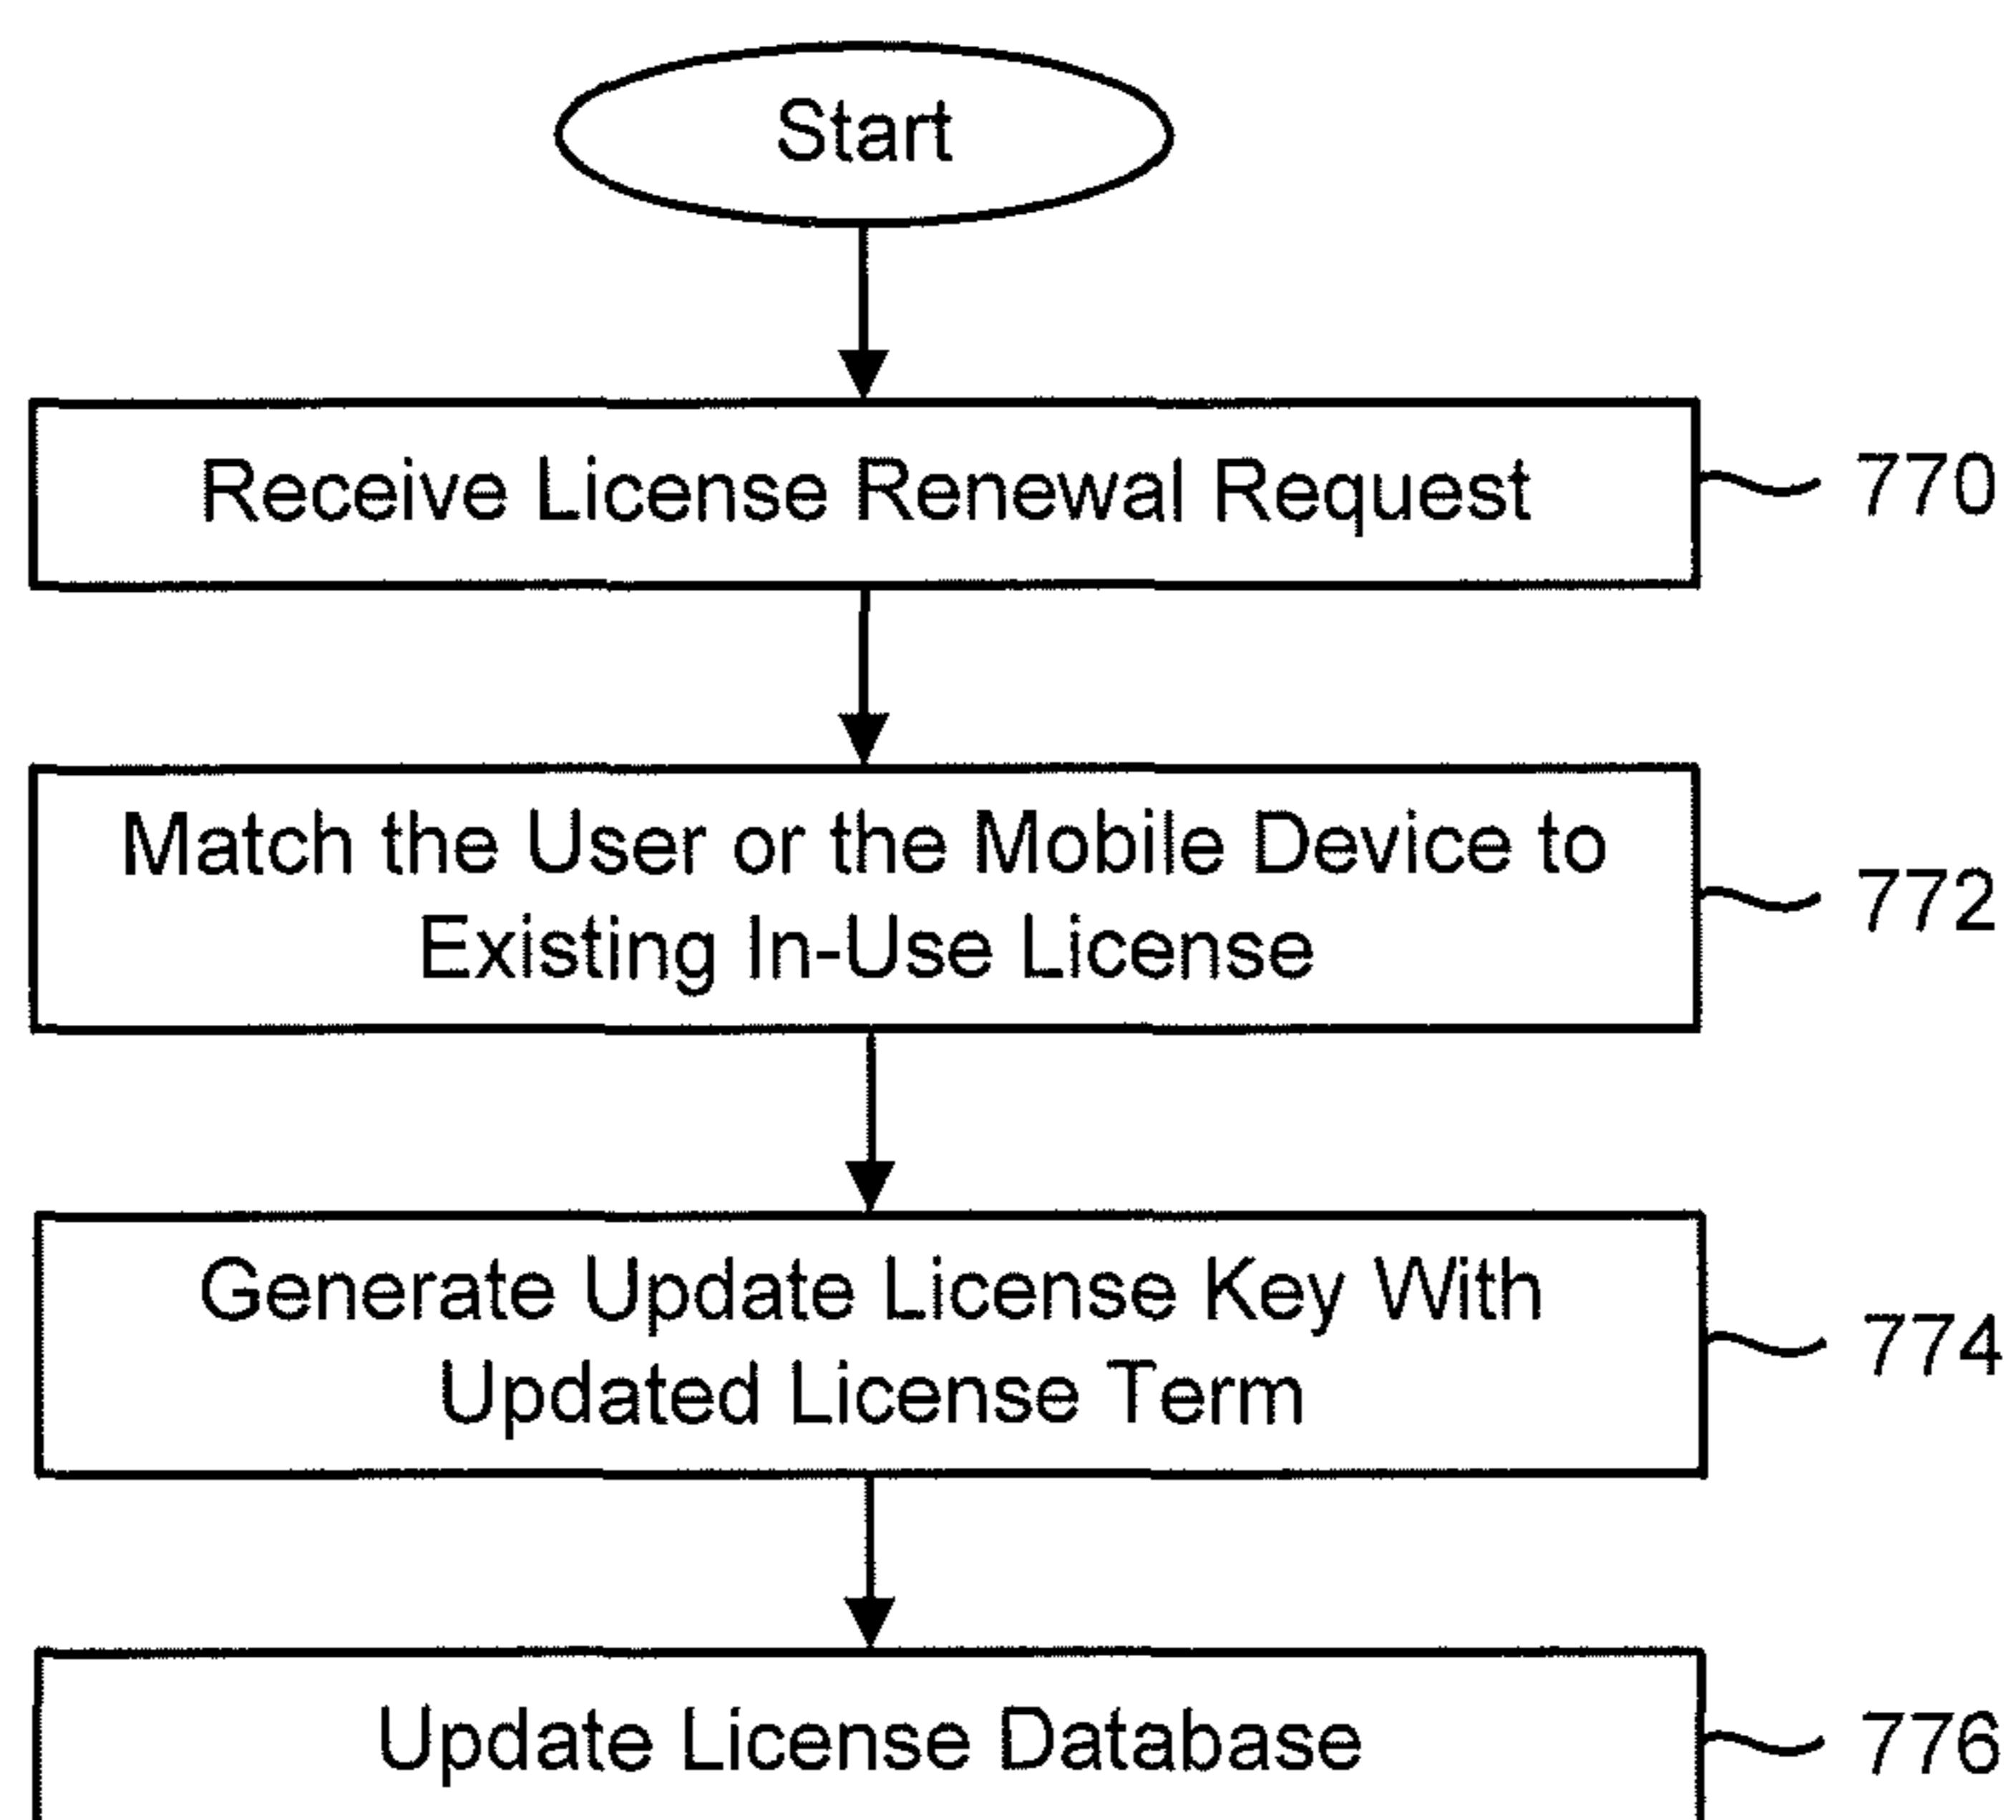 Start
Receive License Renewal Request
770
Match the User or the Mobile Device to
Existing In-Use License
772
Generate Update License Key With
Updated License Term
774
Update License Database
776